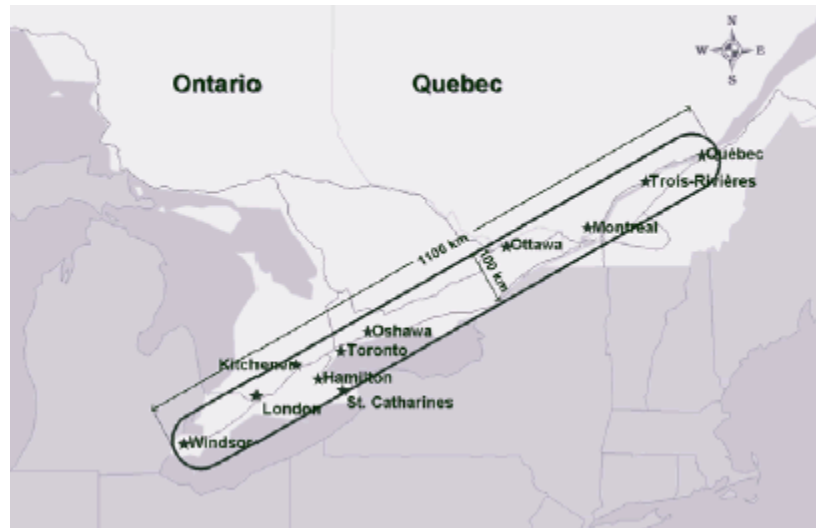 N
W E
S
Ontario
Quebec
Québec
Trois-Rivières
Montreal
Ottawa
1100 km
100 km
Oshawa
Toronto
Kitchener
Hamilton
London
St. Catharines
Windsor